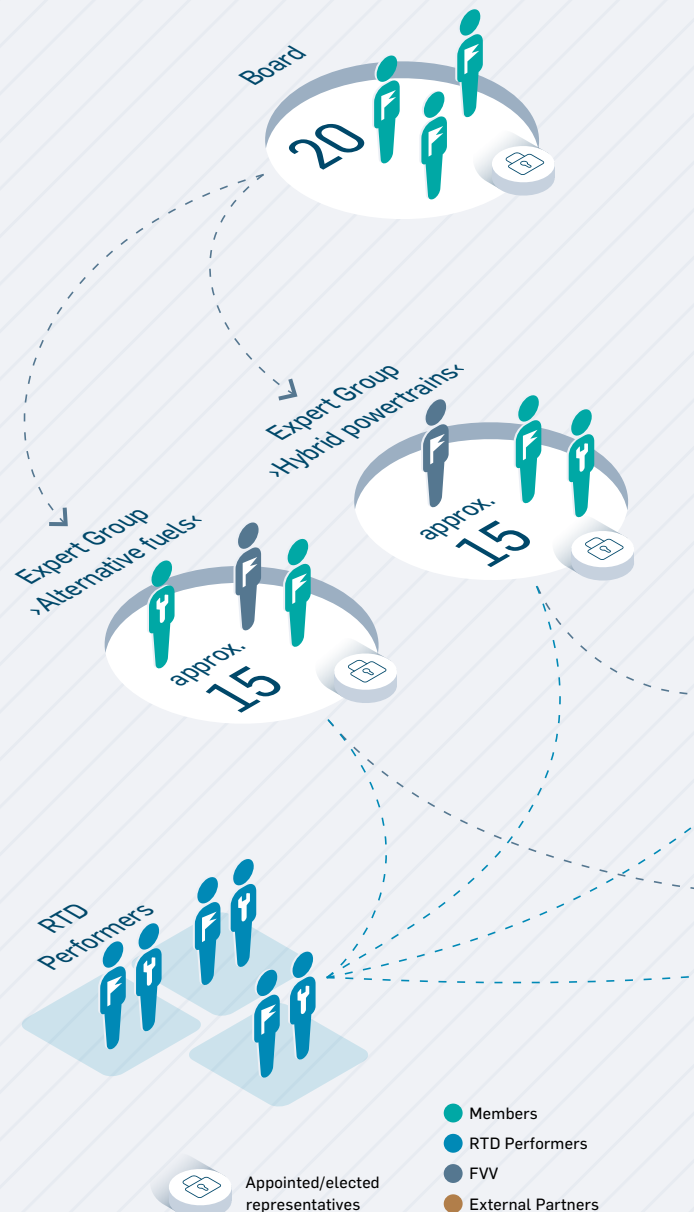 Board
20
Expert Group
›Hybrid powertrains‹
approx.
15
Expert Group
›Alternative fuels‹
approx.
15
RTD
Performers
Members
RTD Performers
FVV
External Partners
Appointed/elected
representatives